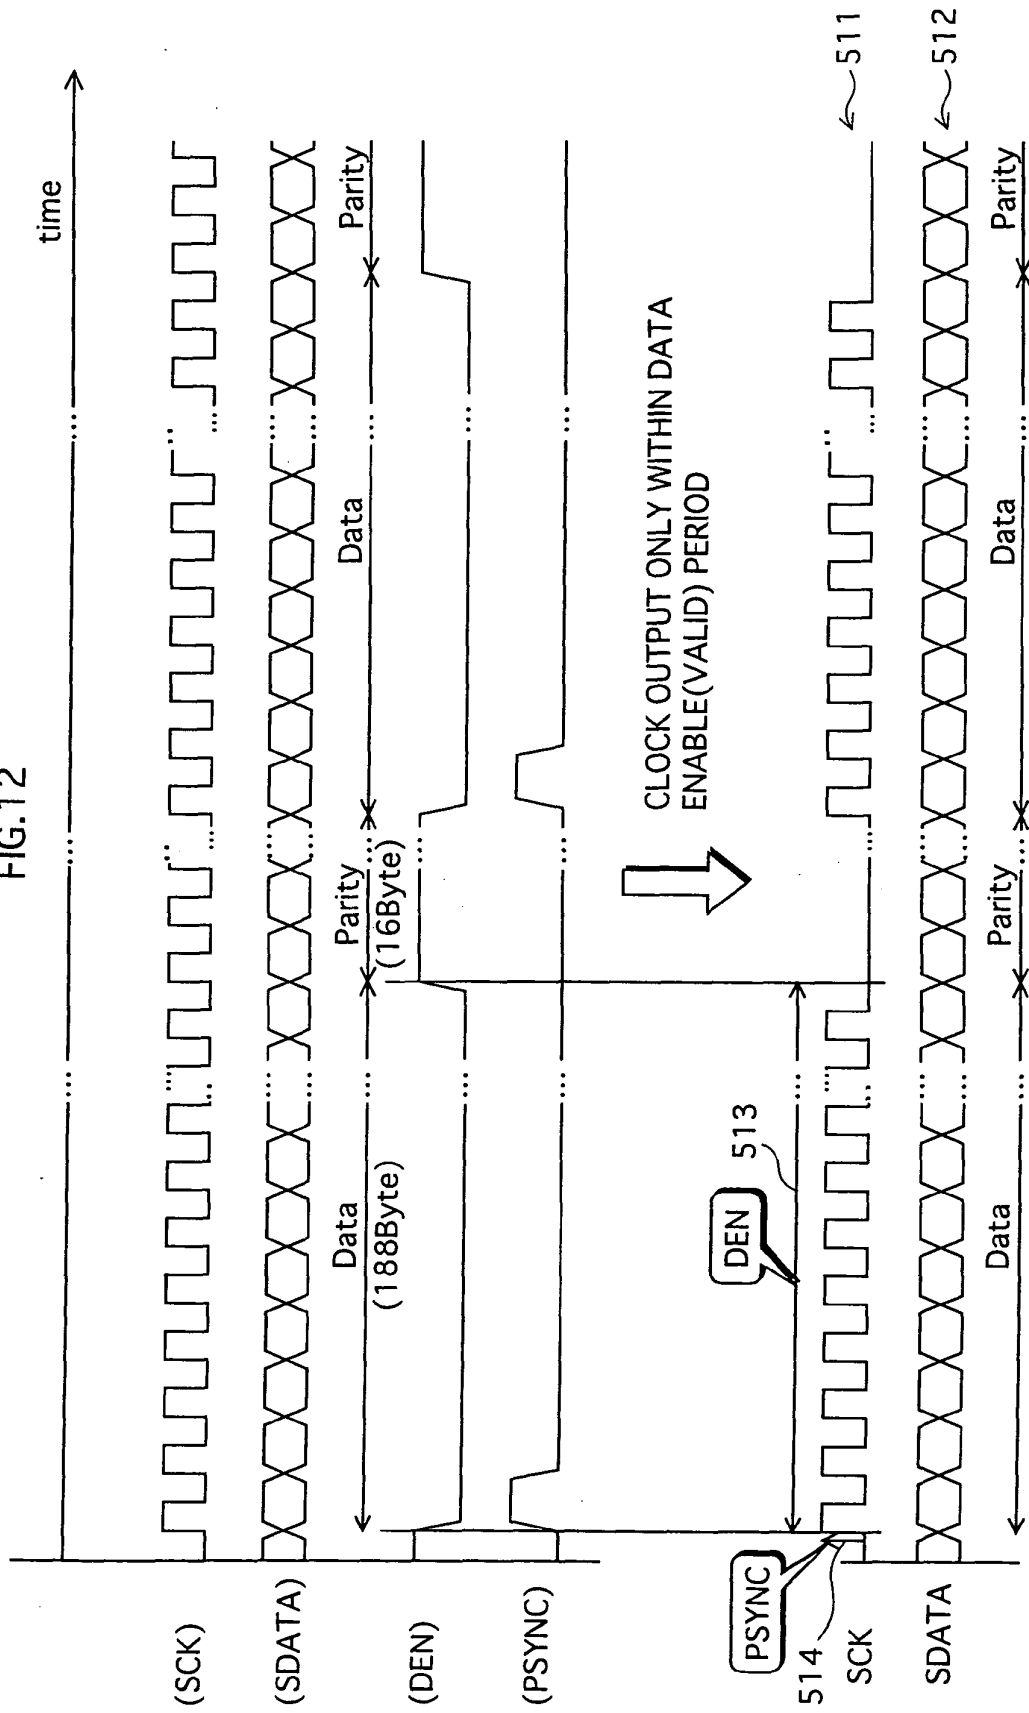 FIG.12
time
(SCK)
(SDATA)
Data
(188Byte)
Parity
(16Byte)
Data
Parity
(DEN)
(PSYNC)
CLOCK OUTPUT ONLY WITHIN DATA
ENABLE(VALID) PERIOD
DEN
513
PSYNC
514
SCK
511
SDATA
512
Data
Parity
Data
Parity